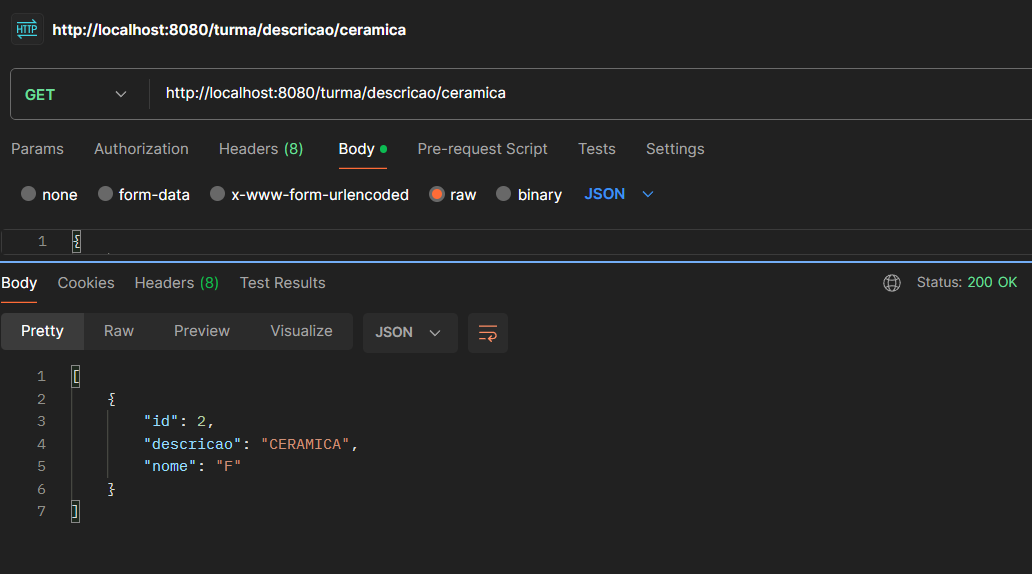 HTTP http://localhost:8080/turma/descricao/ceramica
GET http://localhost:8080/turma/descricao/ceramica
Params Authorization Headers (8) Body Pre-request Script Tests Settings
none form-data x-www-form-urlencoded raw binary JSON
1 {
Body Cookies Headers (8) Test Results Status: 200 OK
Pretty Raw Preview Visualize JSON
1 [
2 {
3 "id": 2,
4 "descricao": "CERAMICA",
5 "nome": "F"
6 }
7 ]